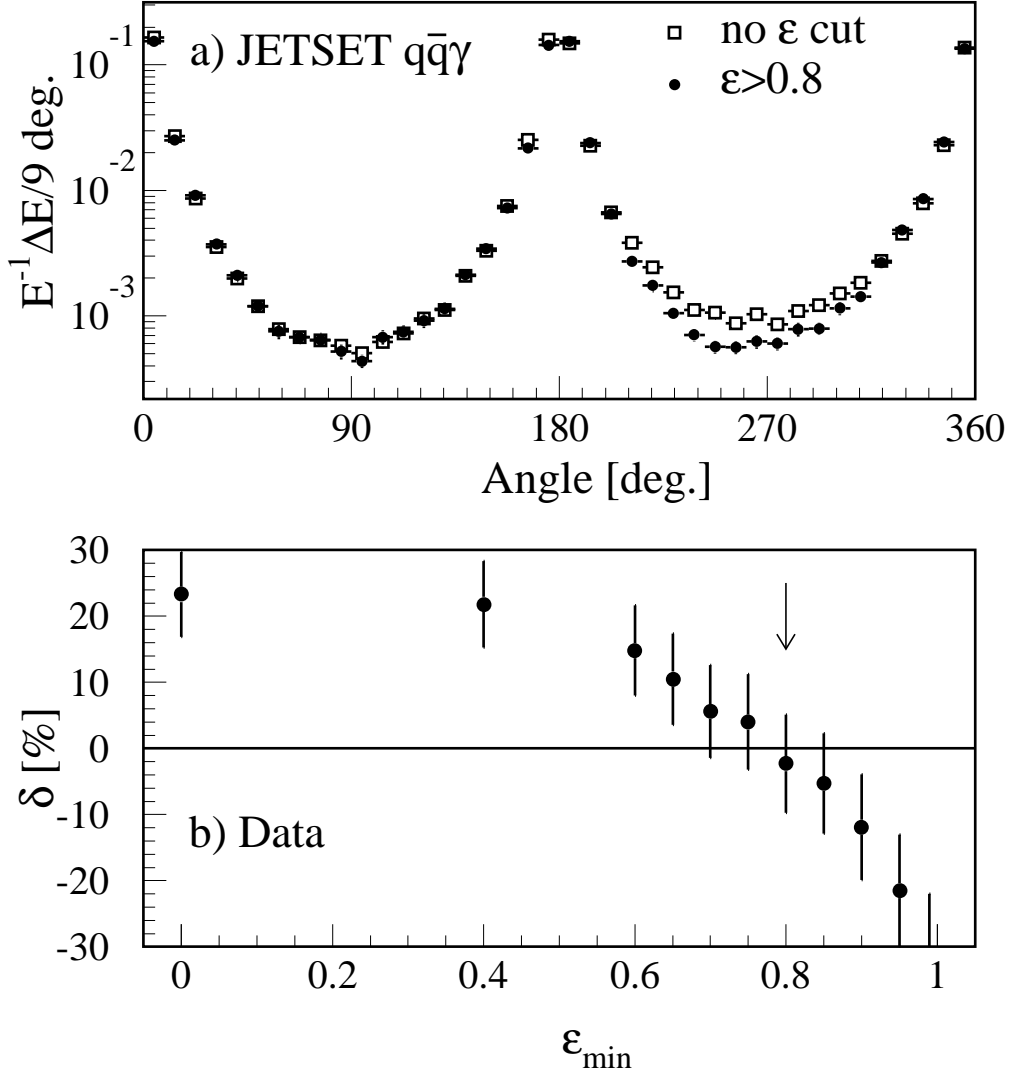 a) JETSET qq̄γ
no ε cut
ε>0.8
E⁻¹ ΔE/9 deg.
10⁻¹
10⁻²
10⁻³
0 90 180 270 360
Angle [deg.]
30
20
10
0
-10
-20
-30
δ [%]
b) Data
0 0.2 0.4 0.6 0.8 1
ε_min